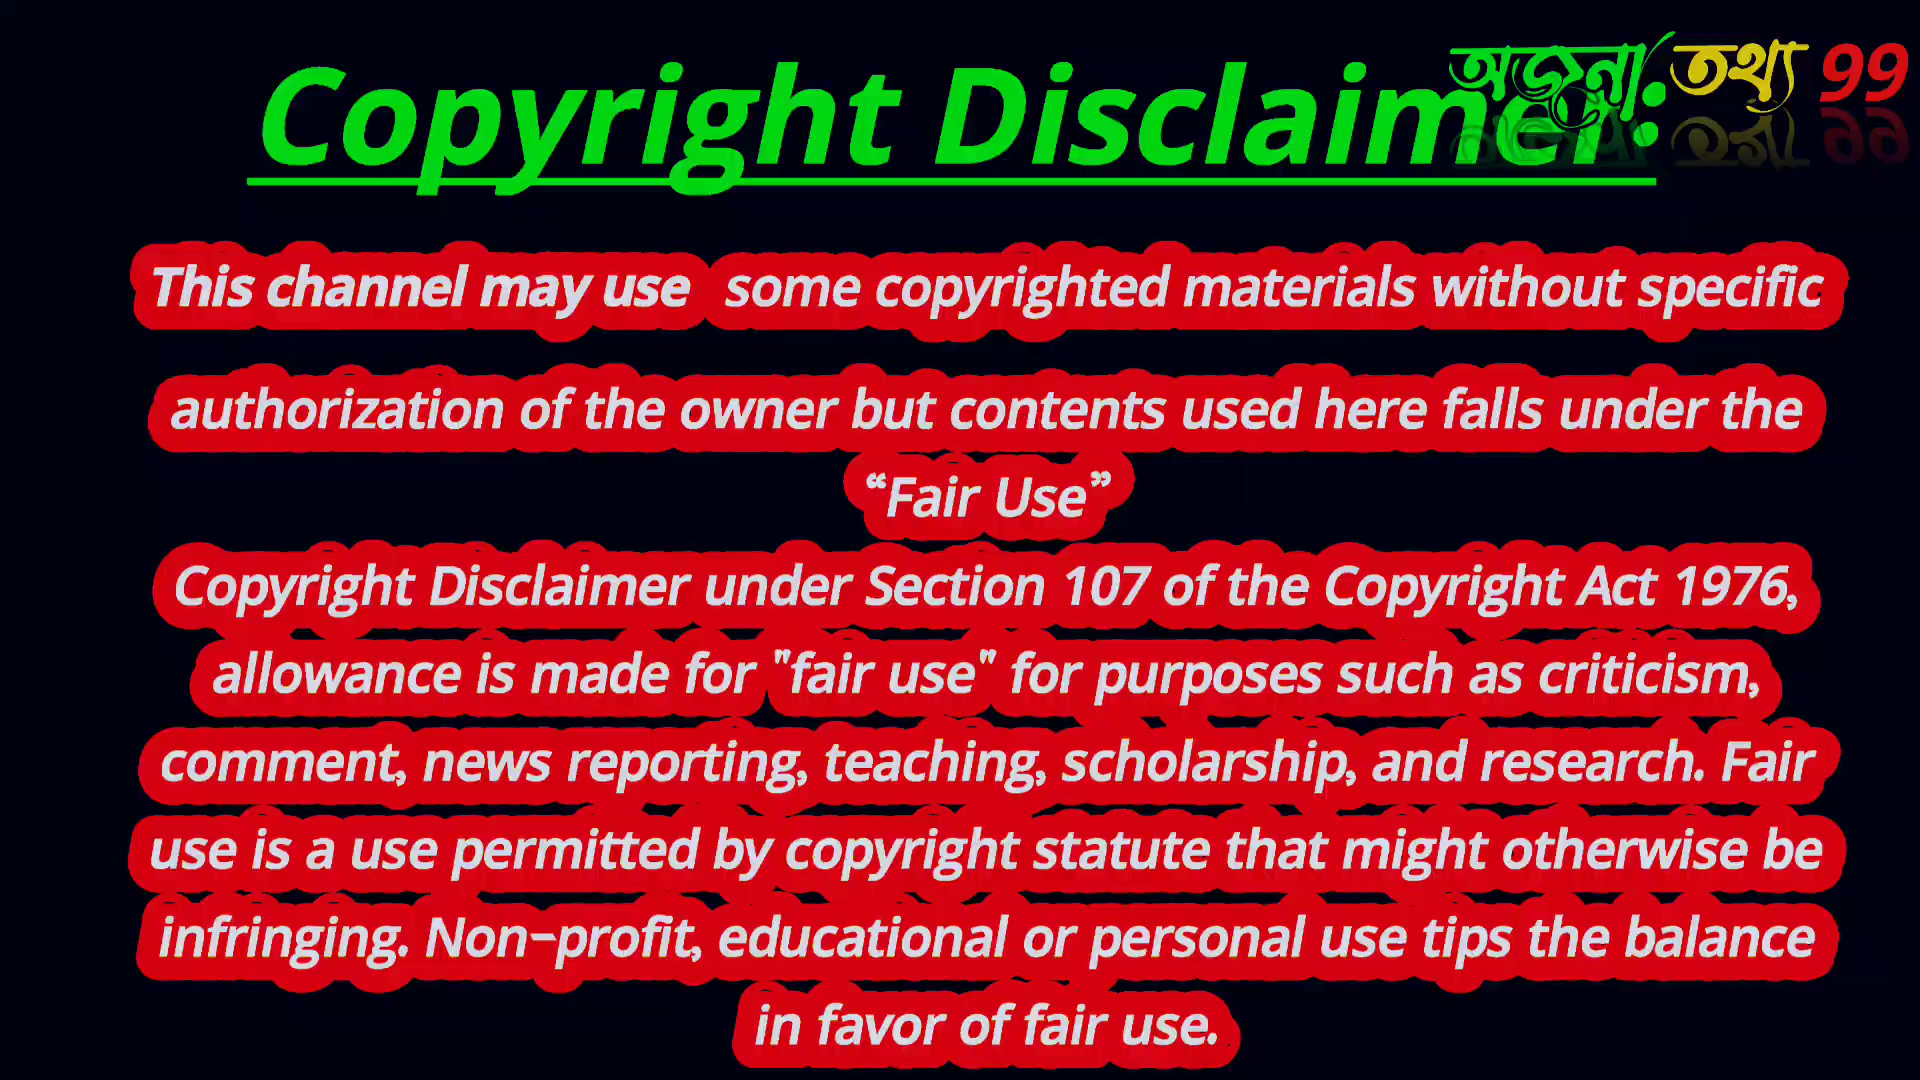 Copyright Disclaimer:
অজানা তথ্য 99
This channel may use some copyrighted materials without specific
authorization of the owner but contents used here falls under the
“Fair Use”
Copyright Disclaimer under Section 107 of the Copyright Act 1976,
allowance is made for "fair use" for purposes such as criticism,
comment, news reporting, teaching, scholarship, and research. Fair
use is a use permitted by copyright statute that might otherwise be
infringing. Non-profit, educational or personal use tips the balance
in favor of fair use.